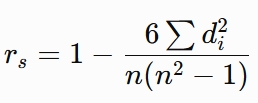 r_s = 1 - \frac{6 \sum d_i^2}{n(n^2 - 1)}